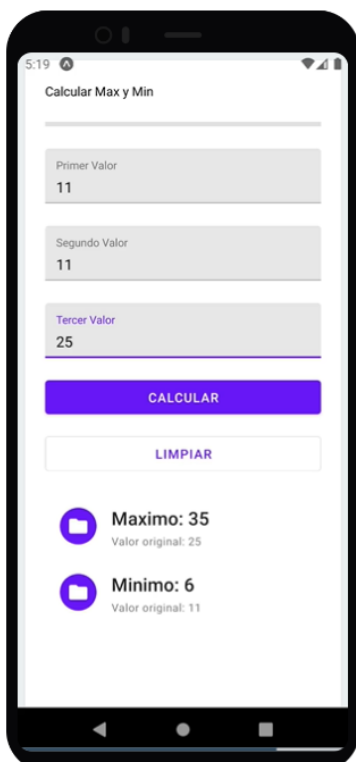 5:19
Calcular Max y Min
Primer Valor
11
Segundo Valor
11
Tercer Valor
25
CALCULAR
LIMPIAR
Maximo: 35
Valor original: 25
Minimo: 6
Valor original: 11